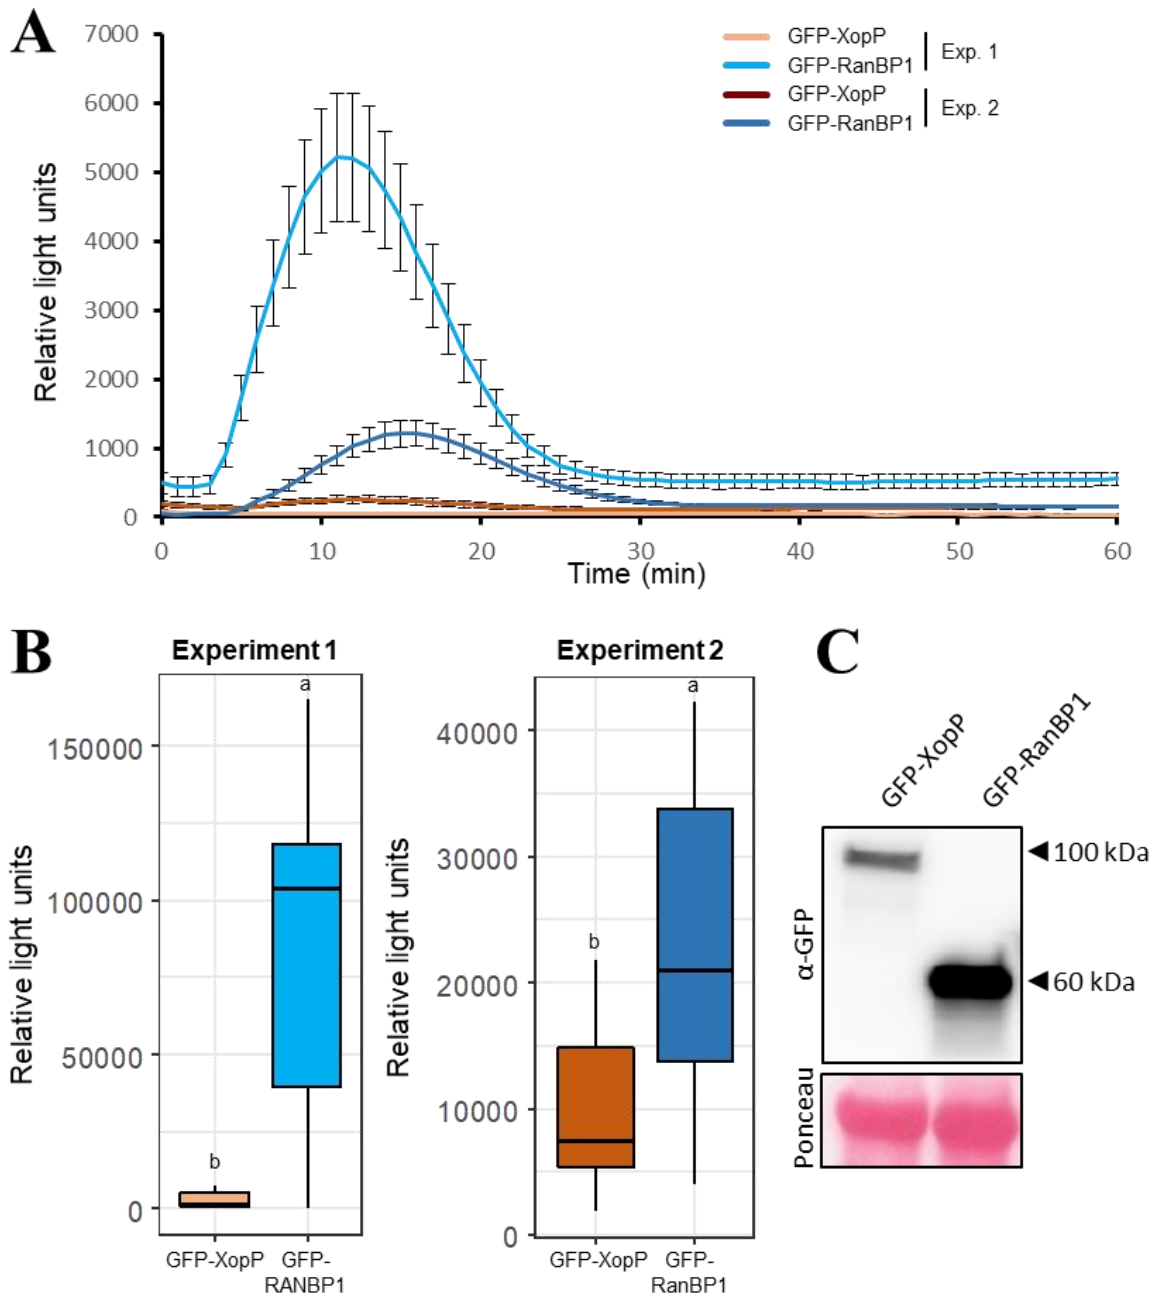 A
7000
6000
5000
4000
3000
2000
1000
0
Relative light units
GFP-XopP
GFP-RanBP1
Exp. 1
GFP-XopP
GFP-RanBP1
Exp. 2
0 10 20 30 40 50 60
Time (min)
B
Experiment 1
a
150000
100000
50000
0
b
Relative light units
GFP-XopP
GFP-
RANBP1
Experiment 2
a
40000
30000
20000
10000
0
b
Relative light units
GFP-XopP
GFP-
RanBP1
C
GFP-XopP
GFP-RanBP1
α-GFP
◄100 kDa
◄60 kDa
Ponceau